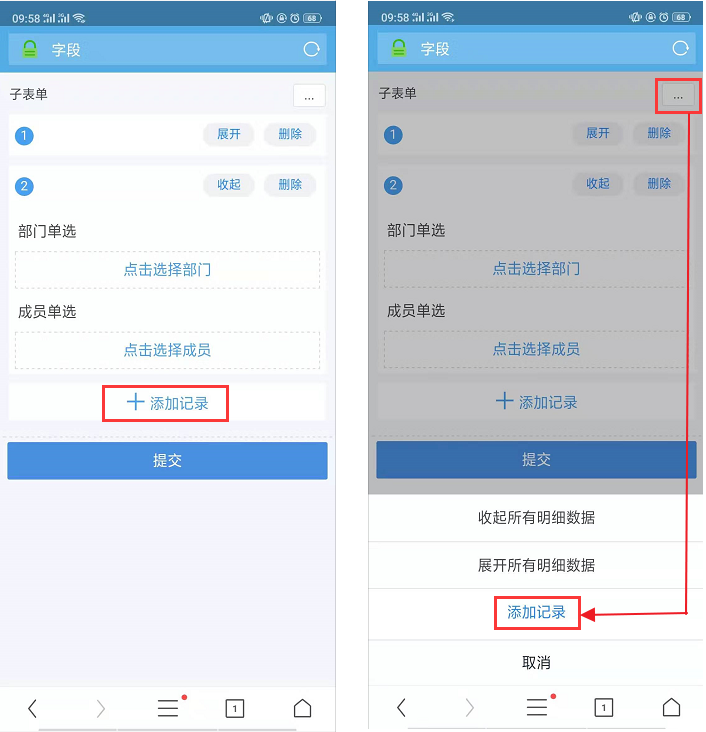 09:58
68
字段
子表单
...
1
展开
删除
2
收起
删除
部门单选
点击选择部门
成员单选
点击选择成员
添加记录
提交
1
09:58
68
字段
子表单
...
1
展开
删除
2
收起
删除
部门单选
点击选择部门
成员单选
点击选择成员
添加记录
提交
收起所有明细数据
展开所有明细数据
添加记录
取消
1